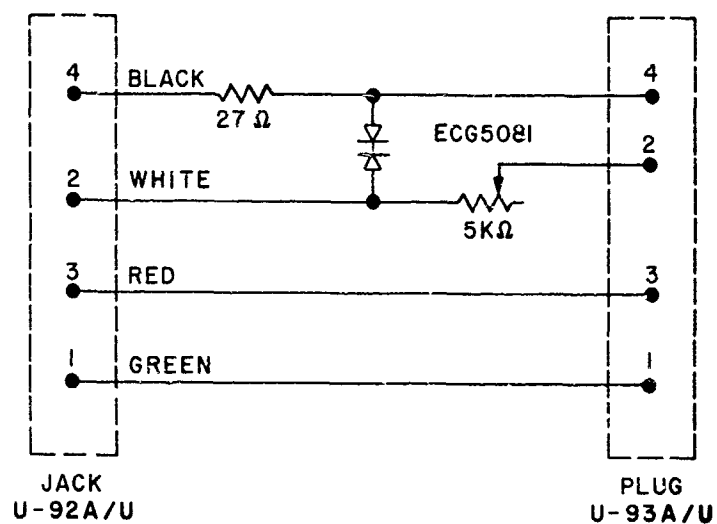 4 BLACK 4
27 Ω
ECG5081
2
2 WHITE
5KΩ
3 RED 3
1 GREEN 1
JACK
U-92A/U
PLUG
U-93A/U